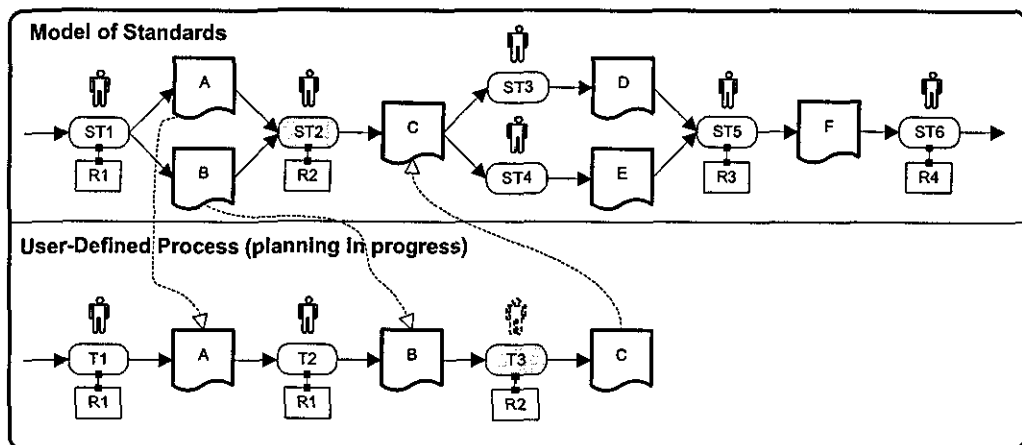 Model of Standards
A
ST3
D
ST1
ST2
C
ST5
F
ST6
R1
B
R2
ST4
E
R3
R4
User-Defined Process (planning in progress)
T1
A
T2
B
T3
C
R1
R1
R2